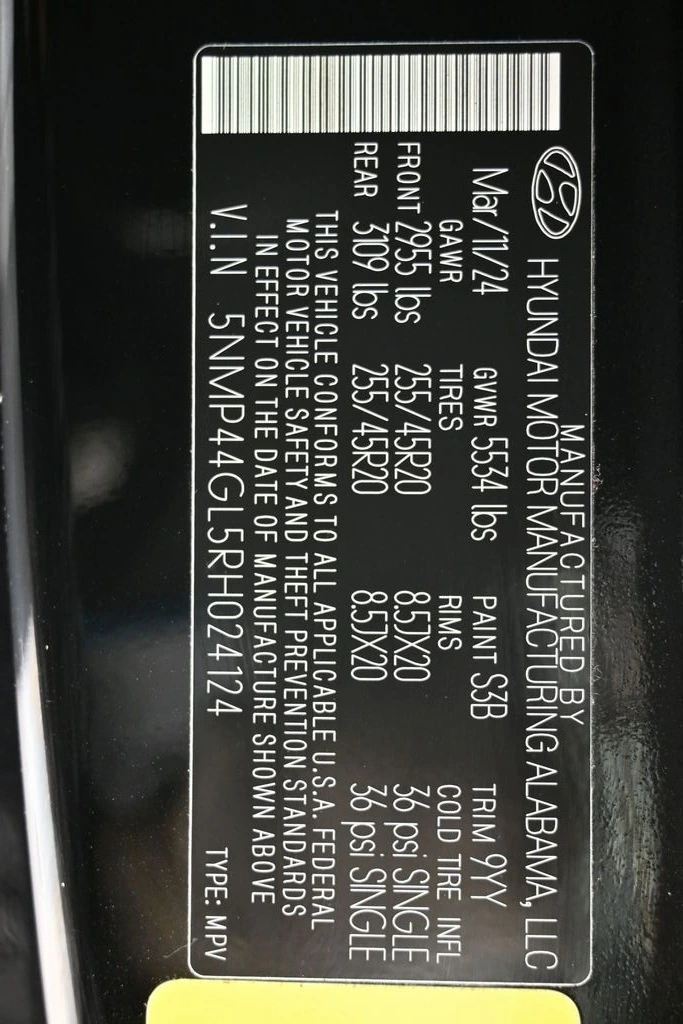 MANUFACTURED BY
HYUNDAI MOTOR MANUFACTURING ALABAMA, LLC
Mar/11/24 GVWR 5534 lbs PAINT S3B TRIM 9YY
GAWR TIRES RIMS COLD TIRE INFL
FRONT 2955 lbs 255/45R20 8.5JX20 36 psi SINGLE
REAR 3109 lbs 255/45R20 8.5JX20 36 psi SINGLE
THIS VEHICLE CONFORMS TO ALL APPLICABLE U.S.A. FEDERAL
MOTOR VEHICLE SAFETY AND THEFT PREVENTION STANDARDS
IN EFFECT ON THE DATE OF MANUFACTURE SHOWN ABOVE
V.I.N 5NMP44GL5RH024124 TYPE: MPV